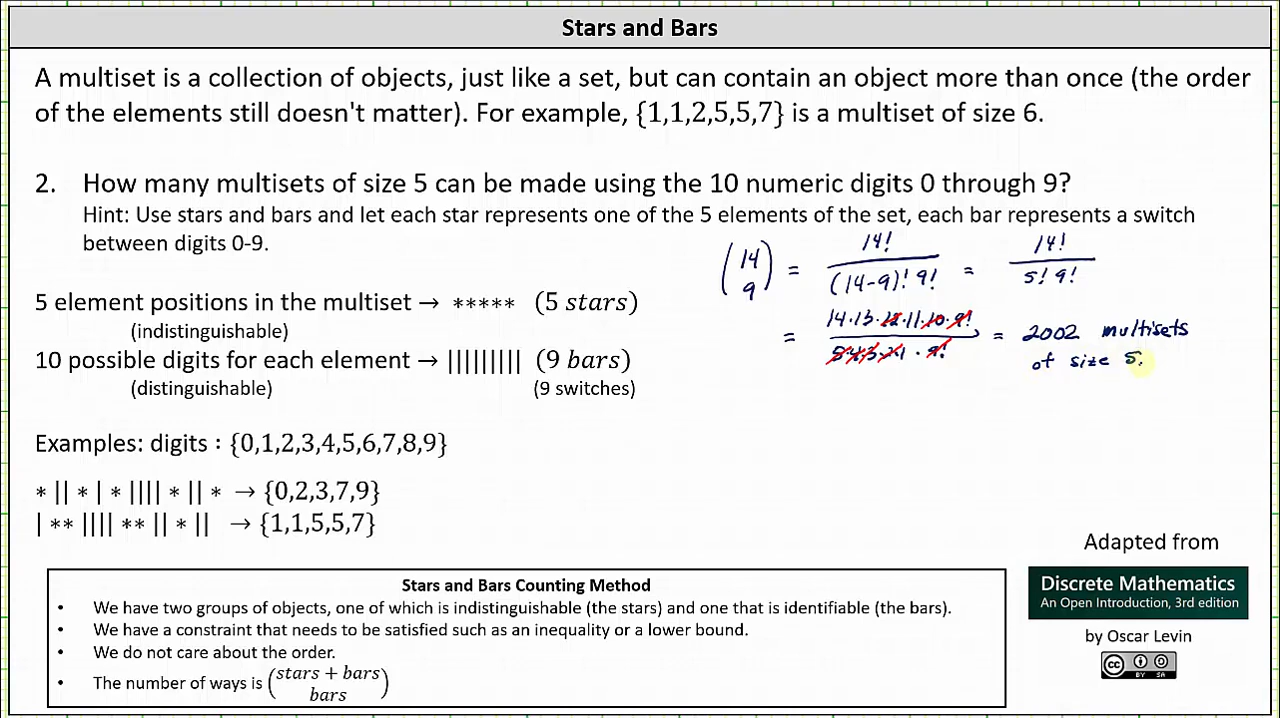 Stars and Bars
A multiset is a collection of objects, just like a set, but can contain an object more than once (the order
of the elements still doesn't matter). For example, {1,1,2,5,5,7} is a multiset of size 6.
2. How many multisets of size 5 can be made using the 10 numeric digits 0 through 9?
Hint: Use stars and bars and let each star represents one of the 5 elements of the set, each bar represents a switch
between digits 0-9.
(14 9) = 14! / (14-9)! 9! = 14! / 5! 9!
= 14·13·12·11·10·9! / 5·4·3·2·1 · 9! = 2002 multisets
of size 5.
5 element positions in the multiset → ∗∗∗∗∗ (5 stars)
(indistinguishable)
10 possible digits for each element → ||||||||| (9 bars)
(distinguishable) (9 switches)
Examples: digits : {0,1,2,3,4,5,6,7,8,9}
∗ || ∗ | ∗ |||| ∗ || ∗ → {0,2,3,7,9}
| ∗∗ |||| ∗∗ || ∗ || → {1,1,5,5,7}
Stars and Bars Counting Method
• We have two groups of objects, one of which is indistinguishable (the stars) and one that is identifiable (the bars).
• We have a constraint that needs to be satisfied such as an inequality or a lower bound.
• We do not care about the order.
• The number of ways is (stars + bars bars)
Adapted from
Discrete Mathematics
An Open Introduction, 3rd edition
by Oscar Levin
cc BY SA